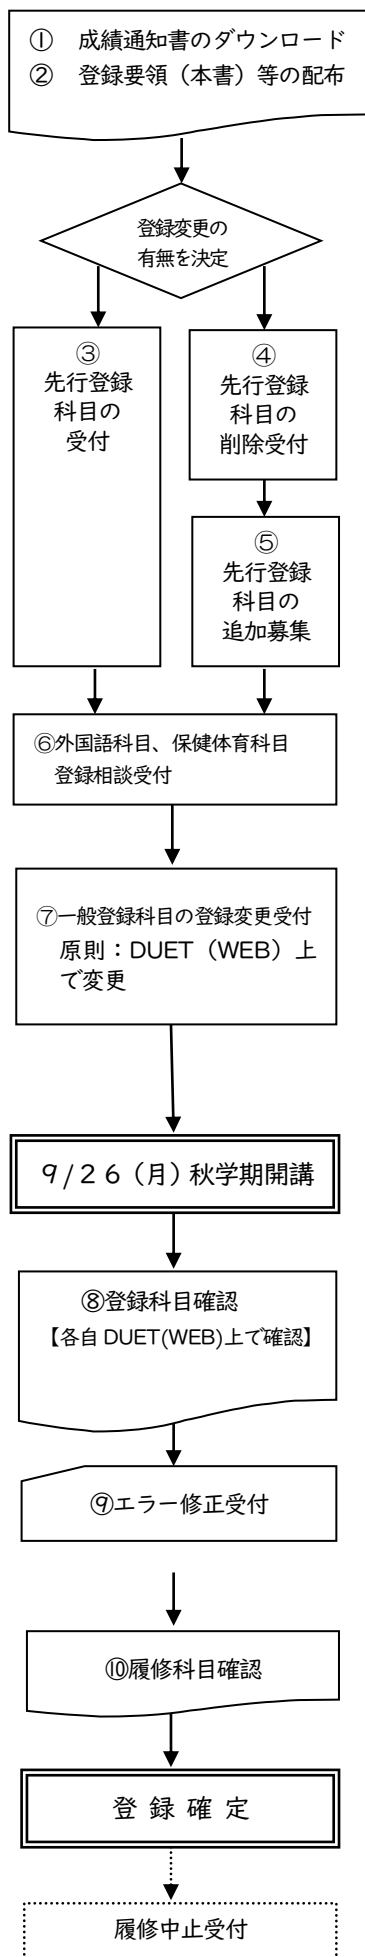 ① 成績通知書のダウンロード
② 登録要領（本書）等の配布
登録変更の
有無を決定
③
先行登録
科目の
受付
④
先行登録
科目の
削除受付
⑤
先行登録
科目の
追加募集
⑥外国語科目、保健体育科目
登録相談受付
⑦一般登録科目の登録変更受付
原則：DUET（WEB）上
で変更
９/２６（月）秋学期開講
⑧登録科目確認
【各自 DUET(WEB)上で確認】
⑨エラー修正受付
⑩履修科目確認
登 録 確 定
履修中止受付